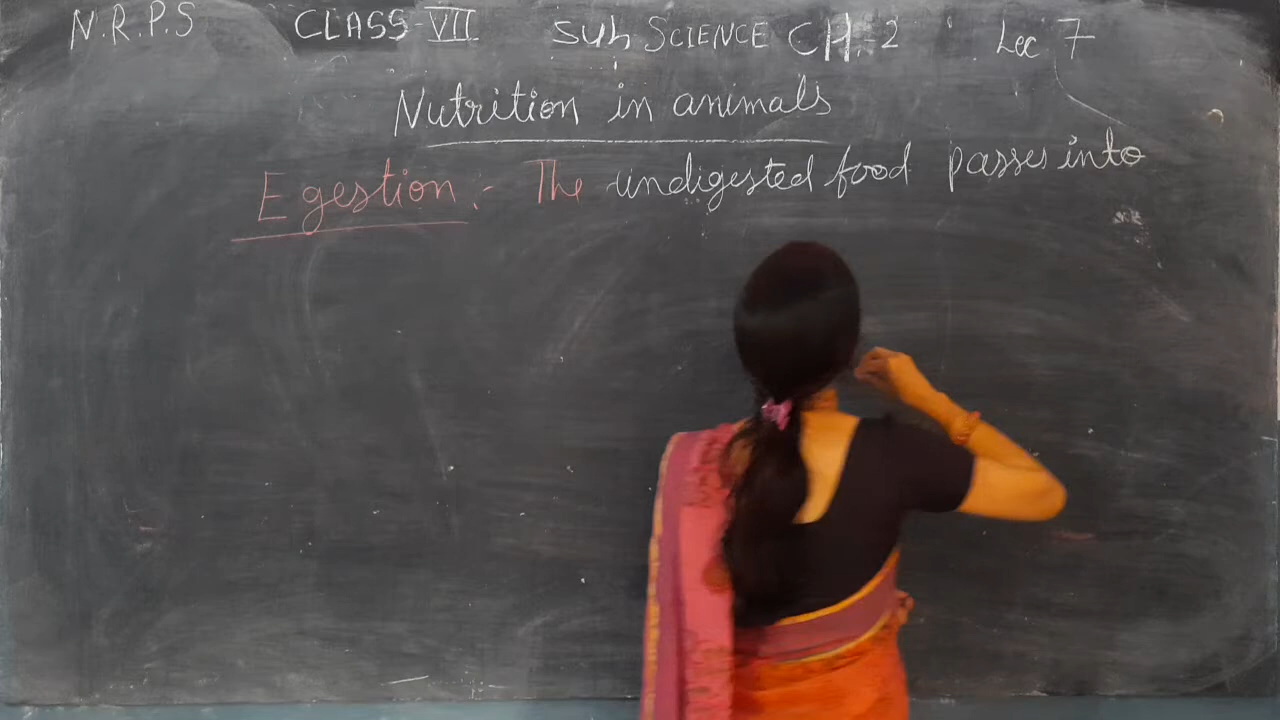 N.R.P.S CLASS-VII Sub SCIENCE CH.-2 Lec 7
Nutrition in animals
Egestion:- The undigested food passes into